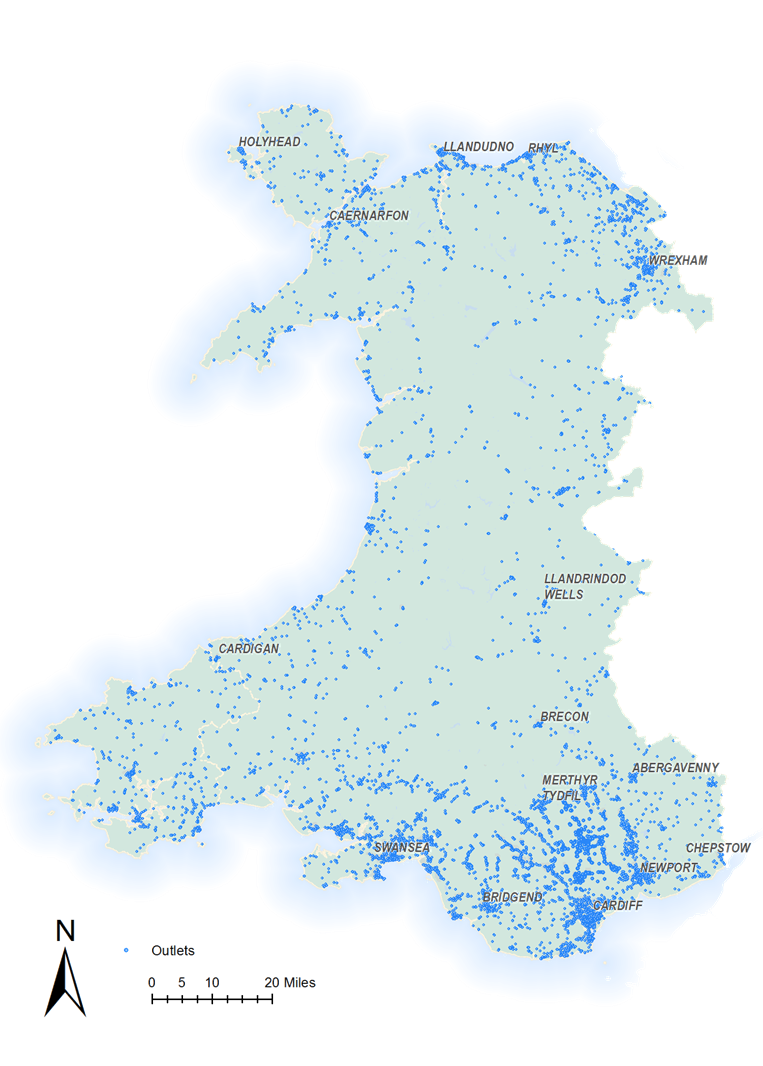 HOLYHEAD
LLANDUDNO
RHYL
CAERNARFON
WREXHAM
LLANDRINDOD
WELLS
CARDIGAN
BRECON
ABERGAVENNY
MERTHYR
TYDFIL
SWANSEA
CHEPSTOW
NEWPORT
BRIDGEND
CARDIFF
N
Outlets
0 5 10 20 Miles